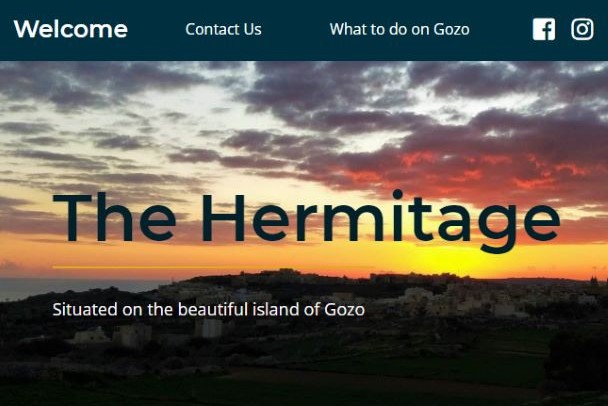 Welcome Contact Us What to do on Gozo
The Hermitage
Situated on the beautiful island of Gozo